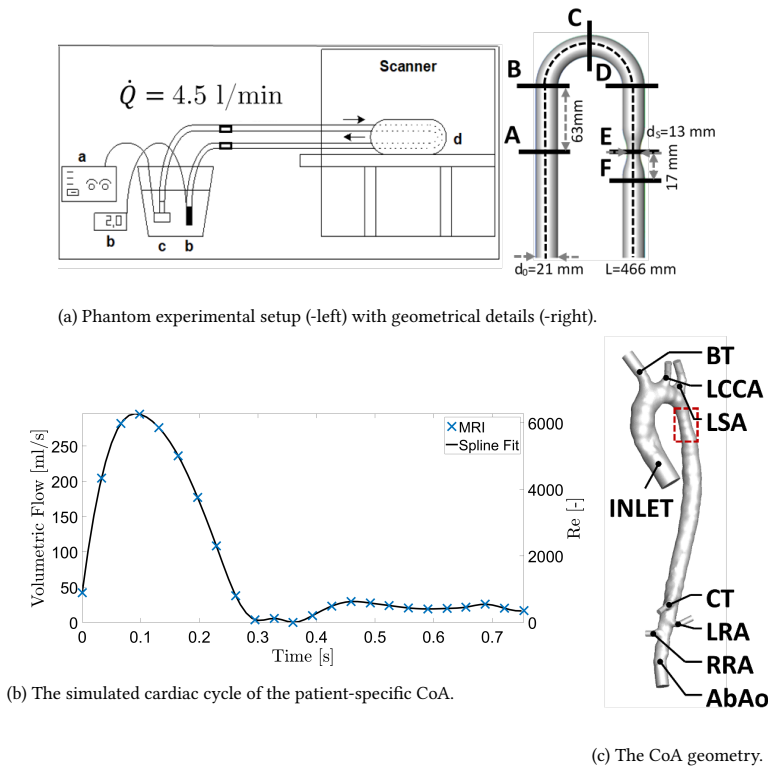 Scanner
Q̇ = 4.5 l/min
a
2,0
b
c
b
d
C
B
D
A
63mm
E
dₛ=13 mm
F
17 mm
d₀=21 mm
L=466 mm
(a) Phantom experimental setup (-left) with geometrical details (-right).
MRI
Spline Fit
Volumetric Flow [ml/s]
250
200
150
100
50
0
6000
4000
2000
0
Re [-]
0
0.1
0.2
0.3
0.4
0.5
0.6
0.7
Time [s]
(b) The simulated cardiac cycle of the patient-specific CoA.
BT
LCCA
LSA
INLET
CT
LRA
RRA
AbAo
(c) The CoA geometry.